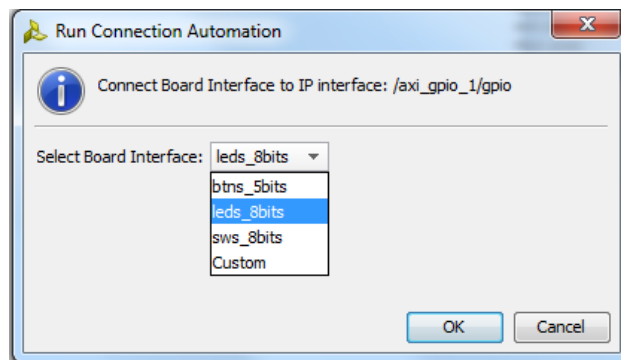 Run Connection Automation
Connect Board Interface to IP interface: /axi_gpio_1/gpio
Select Board Interface: leds_8bits
btns_5bits
leds_8bits
sws_8bits
Custom
OK Cancel